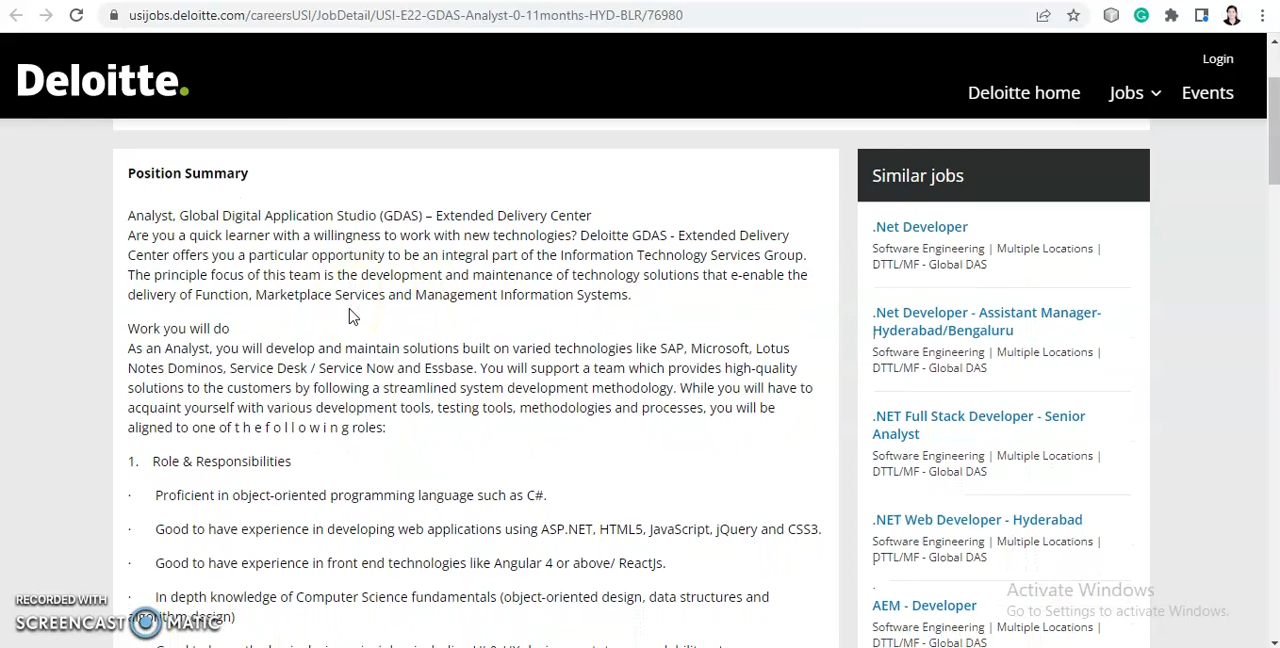 usijobs.deloitte.com/careersUSI/JobDetail/USI-E22-GDAS-Analyst-0-11months-HYD-BLR/76980
Login
Deloitte.
Deloitte home
Jobs
Events
Position Summary
Analyst, Global Digital Application Studio (GDAS) – Extended Delivery Center
Are you a quick learner with a willingness to work with new technologies? Deloitte GDAS - Extended Delivery
Center offers you a particular opportunity to be an integral part of the Information Technology Services Group.
The principle focus of this team is the development and maintenance of technology solutions that e-enable the
delivery of Function, Marketplace Services and Management Information Systems.
Work you will do
As an Analyst, you will develop and maintain solutions built on varied technologies like SAP, Microsoft, Lotus
Notes Dominos, Service Desk / Service Now and Essbase. You will support a team which provides high-quality
solutions to the customers by following a streamlined system development methodology. While you will have to
acquaint yourself with various development tools, testing tools, methodologies and processes, you will be
aligned to one of t h e f o l l o w i n g roles:
1. Role & Responsibilities
· Proficient in object-oriented programming language such as C#.
· Good to have experience in developing web applications using ASP.NET, HTML5, JavaScript, jQuery and CSS3.
· Good to have experience in front end technologies like Angular 4 or above/ ReactJs.
· In depth knowledge of Computer Science fundamentals (object-oriented design, data structures and
algorithm design)
Similar jobs
.Net Developer
Software Engineering | Multiple Locations |
DTTL/MF - Global DAS
.Net Developer - Assistant Manager-
Hyderabad/Bengaluru
Software Engineering | Multiple Locations |
DTTL/MF - Global DAS
.NET Full Stack Developer - Senior
Analyst
Software Engineering | Multiple Locations |
DTTL/MF - Global DAS
.NET Web Developer - Hyderabad
Software Engineering | Multiple Locations |
DTTL/MF - Global DAS
AEM - Developer
Software Engineering | Multiple Locations |
DTTL/MF - Global DAS
Activate Windows
Go to Settings to activate Windows.
RECORDED WITH
SCREENCAST MATIC